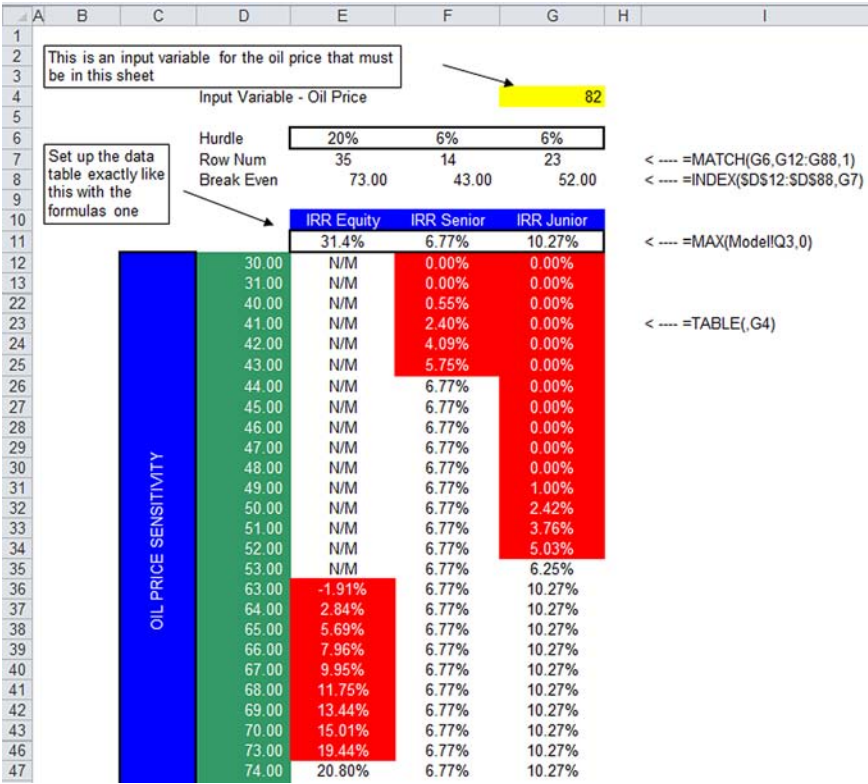 A B C D E F G H I
1
2 This is an input variable for the oil price that must
3 be in this sheet
4 Input Variable - Oil Price 82
5
6 Hurdle 20% 6% 6%
7 Set up the data Row Num 35 14 23 < ---- =MATCH(G6,G12:G88,1)
8 table exactly like Break Even 73.00 43.00 52.00 < ---- =INDEX($D$12:$D$88,G7)
9 this with the
10 formulas one IRR Equity IRR Senior IRR Junior
11 31.4% 6.77% 10.27% < ---- =MAX(Model!Q3,0)
12 30.00 N/M 0.00% 0.00%
13 31.00 N/M 0.00% 0.00%
22 40.00 N/M 0.55% 0.00%
23 41.00 N/M 2.40% 0.00% < ---- =TABLE(,G4)
24 42.00 N/M 4.09% 0.00%
25 43.00 N/M 5.75% 0.00%
26 44.00 N/M 6.77% 0.00%
27 45.00 N/M 6.77% 0.00%
28 46.00 N/M 6.77% 0.00%
29 47.00 N/M 6.77% 0.00%
30 48.00 N/M 6.77% 0.00%
31 49.00 N/M 6.77% 1.00%
32 50.00 N/M 6.77% 2.42%
33 51.00 N/M 6.77% 3.76%
34 52.00 N/M 6.77% 5.03%
35 53.00 N/M 6.77% 6.25%
36 63.00 -1.91% 6.77% 10.27%
37 64.00 2.84% 6.77% 10.27%
38 65.00 5.69% 6.77% 10.27%
39 66.00 7.96% 6.77% 10.27%
40 67.00 9.95% 6.77% 10.27%
41 68.00 11.75% 6.77% 10.27%
42 69.00 13.44% 6.77% 10.27%
43 70.00 15.01% 6.77% 10.27%
46 73.00 19.44% 6.77% 10.27%
47 74.00 20.80% 6.77% 10.27%
OIL PRICE SENSITIVITY